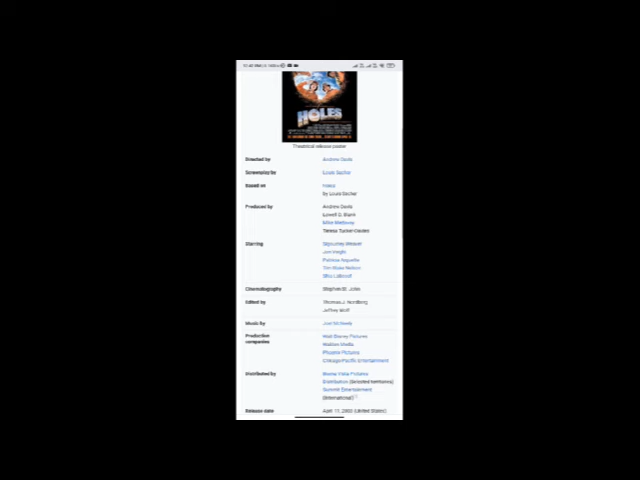 HOLES
Theatrical release poster
Directed by
Andrew Davis
Screenplay by
Louis Sachar
Based on
Holes
by Louis Sachar
Produced by
Andrew Davis
Lowell D. Blank
Mike Medavoy
Teresa Tucker-Davies
Starring
Sigourney Weaver
Jon Voight
Patricia Arquette
Tim Blake Nelson
Shia LaBeouf
Cinematography
Stephen St. John
Edited by
Thomas J. Nordberg
Jeffrey Wolf
Music by
Joel McNeely
Production
companies
Walt Disney Pictures
Walden Media
Phoenix Pictures
Chicago Pacific Entertainment
Distributed by
Buena Vista Pictures
Distribution (Selected territories)
Summit Entertainment
(International)
Release date
April 11, 2003 (United States)